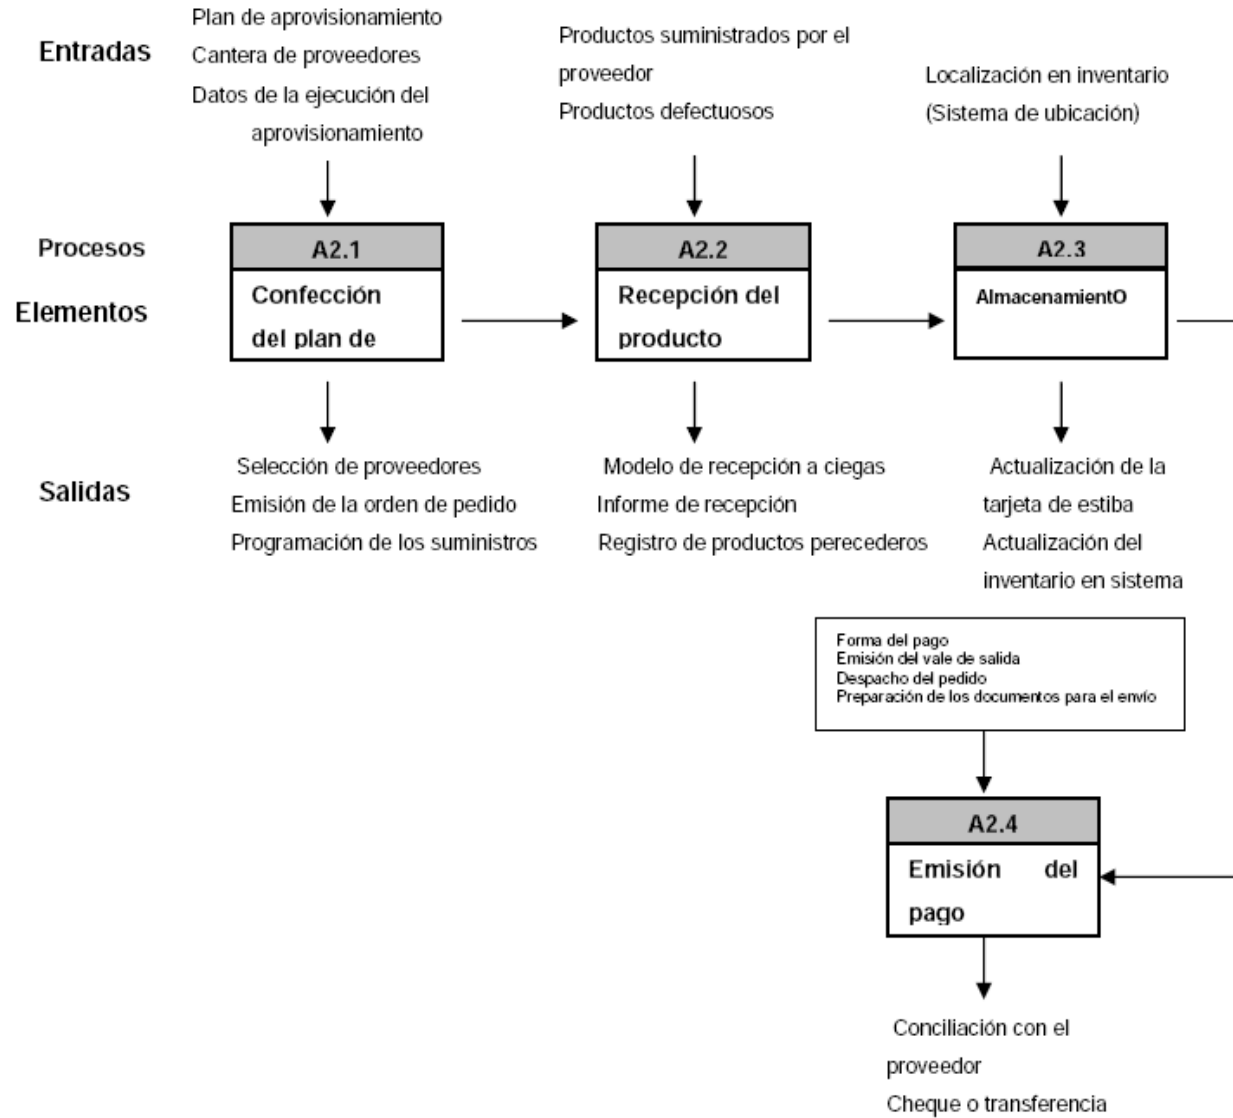 Entradas
Plan de aprovisionamiento
Cantera de proveedores
Datos de la ejecución del
aprovisionamiento
Productos suministrados por el
proveedor
Productos defectuosos
Localización en inventario
(Sistema de ubicación)
Procesos
Elementos
A2.1
Confección
del plan de
A2.2
Recepción del
producto
A2.3
AlmacenamientO
Salidas
Selección de proveedores
Emisión de la orden de pedido
Programación de los suministros
Modelo de recepción a ciegas
Informe de recepción
Registro de productos perecederos
Actualización de la
tarjeta de estiba
Actualización del
inventario en sistema
Forma del pago
Emisión del vale de salida
Despacho del pedido
Preparación de los documentos para el envío
A2.4
Emisión del
pago
Conciliación con el
proveedor
Cheque o transferencia